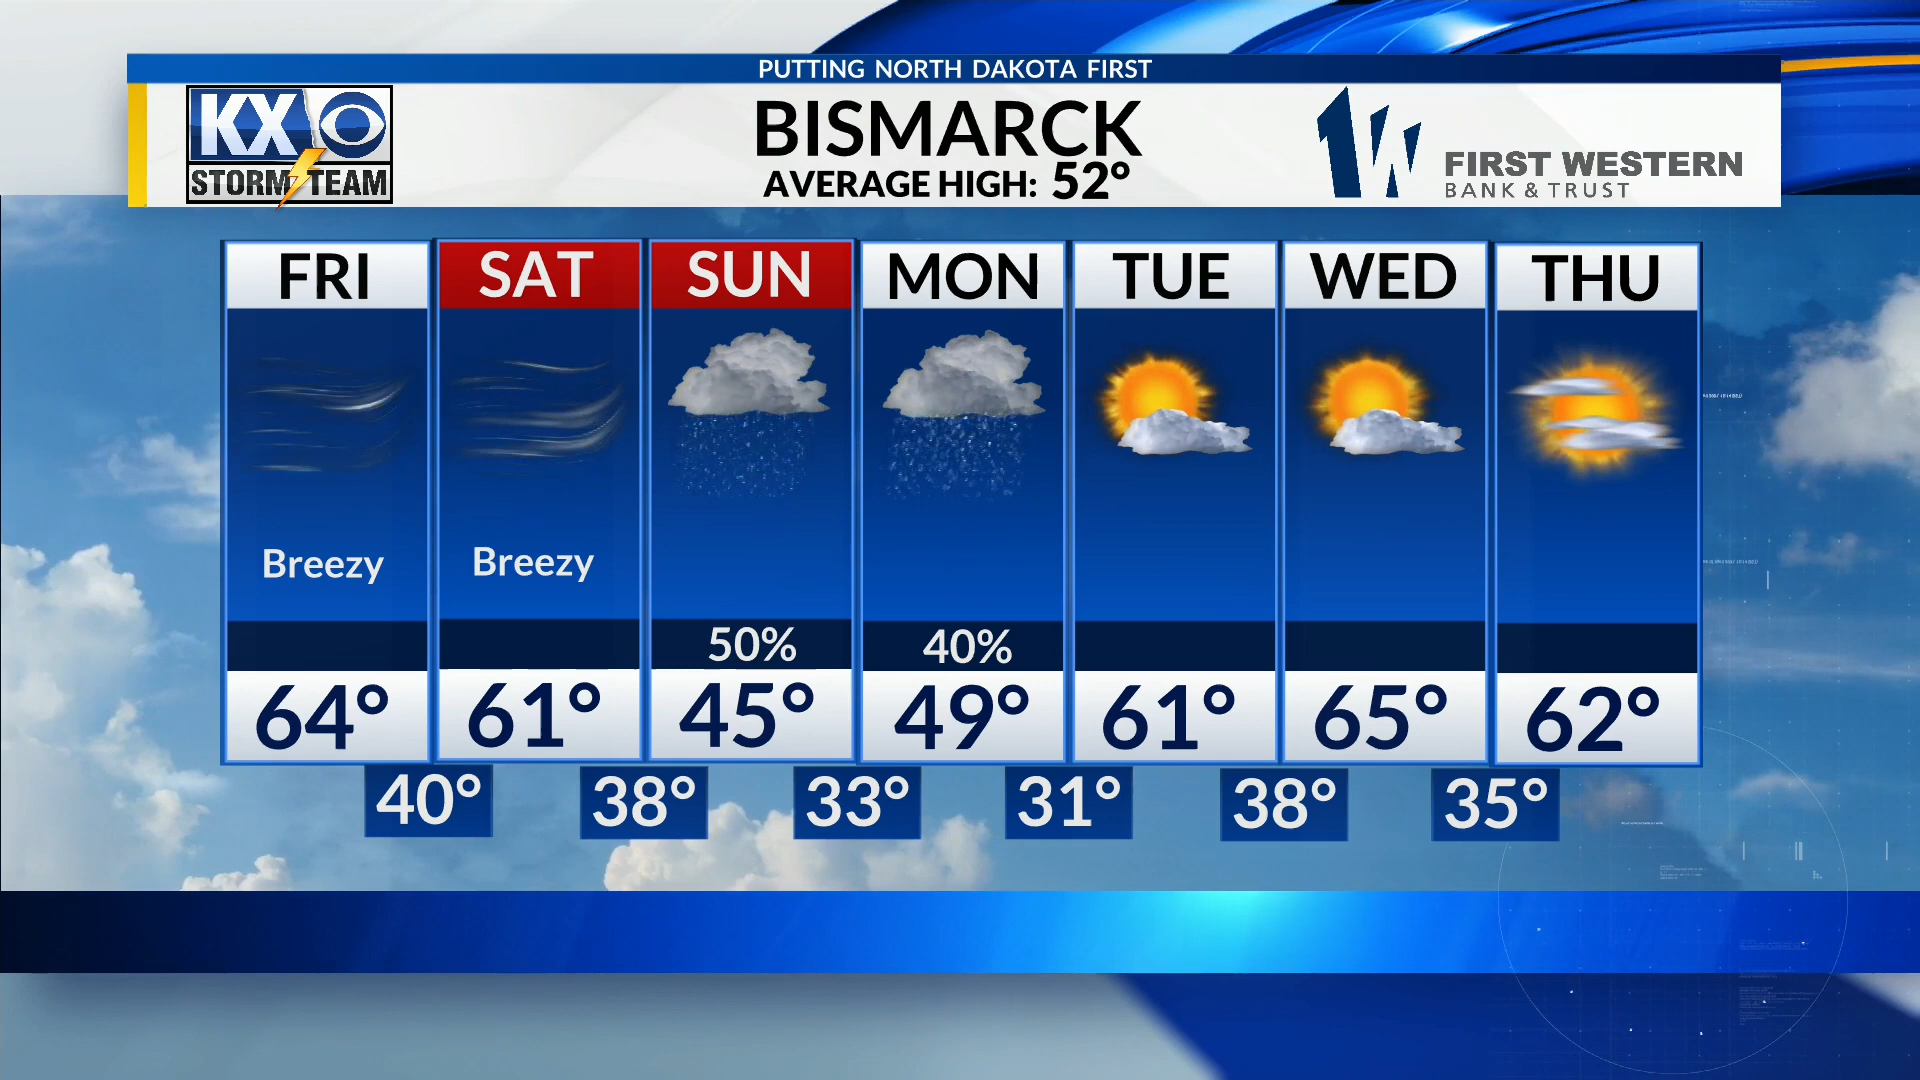 PUTTING NORTH DAKOTA FIRST
KX
STORM TEAM
BISMARCK
AVERAGE HIGH: 52°
1W
FIRST WESTERN
BANK & TRUST
FRI SAT SUN MON TUE WED THU
Breezy Breezy
50% 40%
64° 61° 45° 49° 61° 65° 62°
40° 38° 33° 31° 38° 35°